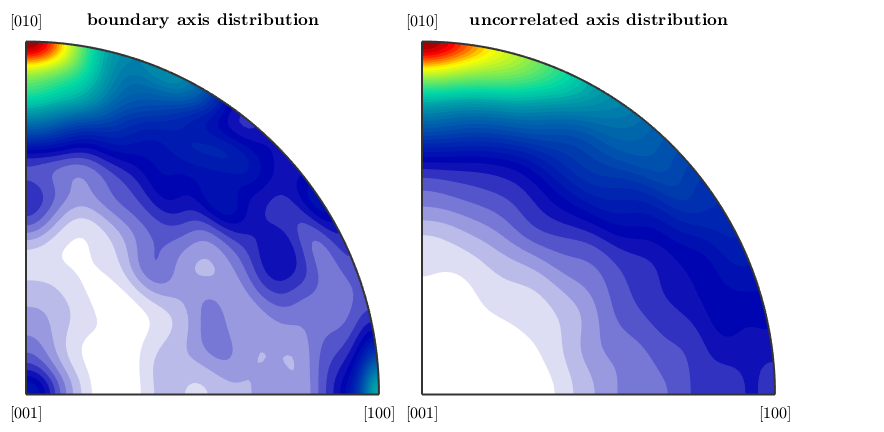 [010] boundary axis distribution
[001] [100]
[010] uncorrelated axis distribution
[001] [100]